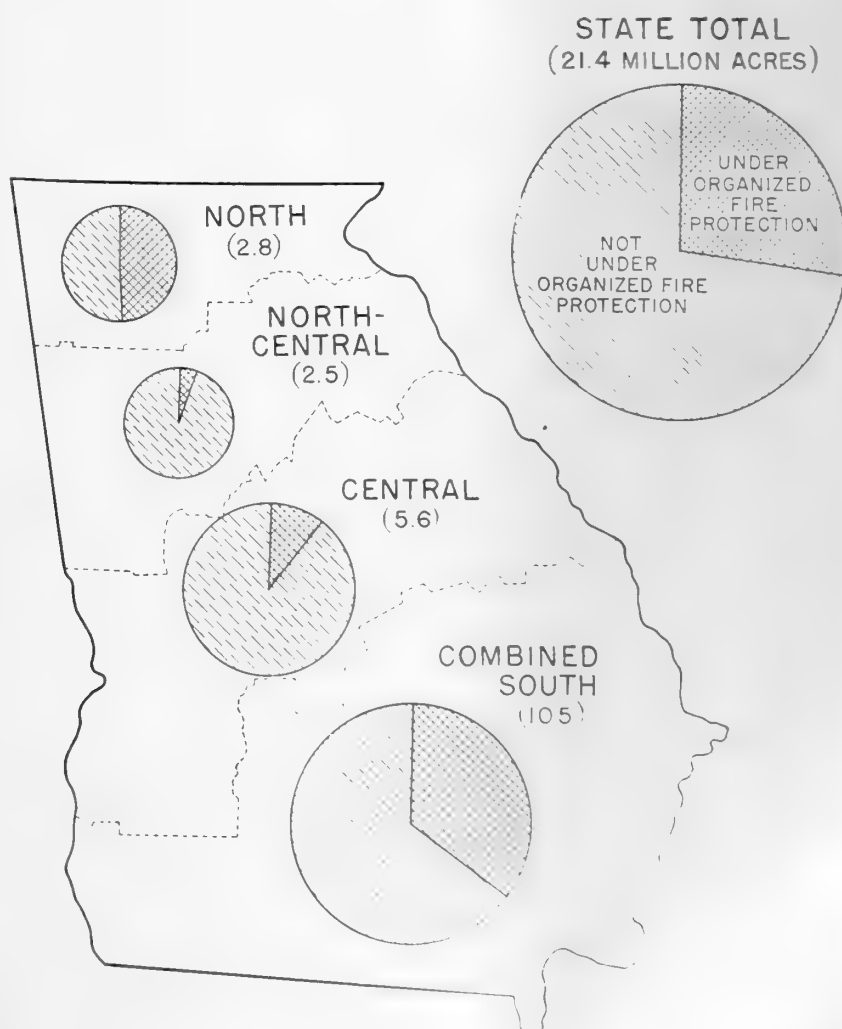 STATE TOTAL
(21.4 MILLION ACRES)
UNDER
ORGANIZED
FIRE
PROTECTION
NOT
UNDER
ORGANIZED FIRE
PROTECTION
NORTH
(2.8)
NORTH-
CENTRAL
(2.5)
CENTRAL
(5.6)
COMBINED
SOUTH
(105)